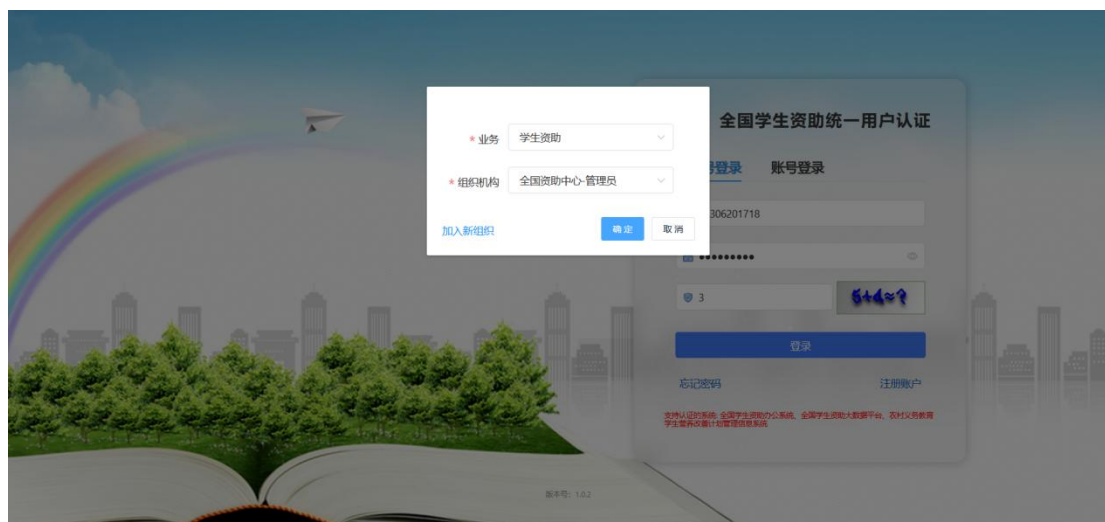 全国学生资助统一用户认证
* 业务 学生资助
* 组织机构 全国资助中心-管理员
加入新组织 确定 取消
登录 账号登录
306201718
•••••••••
3
登录
忘记密码 注册账户
支持认证的系统: 全国学生资助办公系统、全国学生资助大数据平台、农村义务教育
学生营养改善计划管理信息系统
版本号: 1.0.2